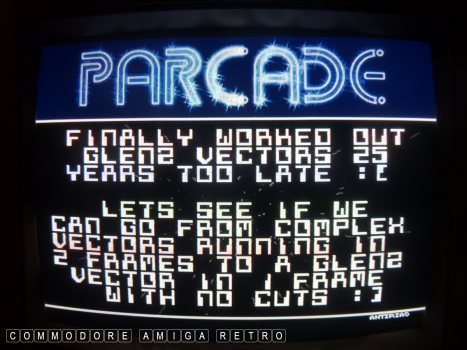 PARCADE
FINALLY WORKED OUT
GLENZ VECTORS 25
YEARS TOO LATE :[
LETS SEE IF WE
CAN GO FROM COMPLEX
VECTORS RUNNING IN
2 FRAMES TO A GLENZ
VECTOR IN 1 FRAME
WITH NO CUTS :]
ANTIRIAD
COMMODORE AMIGA RETRO